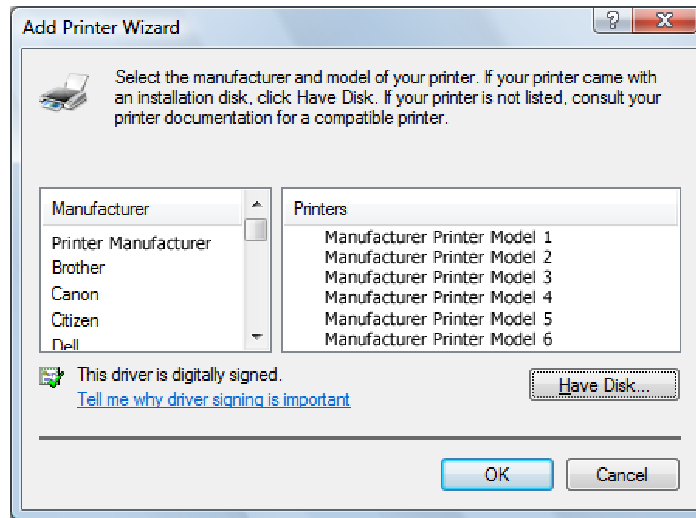 Add Printer Wizard
Select the manufacturer and model of your printer. If your printer came with
an installation disk, click Have Disk. If your printer is not listed, consult your
printer documentation for a compatible printer.
Manufacturer
Printer Manufacturer
Brother
Canon
Citizen
Dell
Printers
Manufacturer Printer Model 1
Manufacturer Printer Model 2
Manufacturer Printer Model 3
Manufacturer Printer Model 4
Manufacturer Printer Model 5
Manufacturer Printer Model 6
This driver is digitally signed.
Tell me why driver signing is important
Have Disk...
OK
Cancel